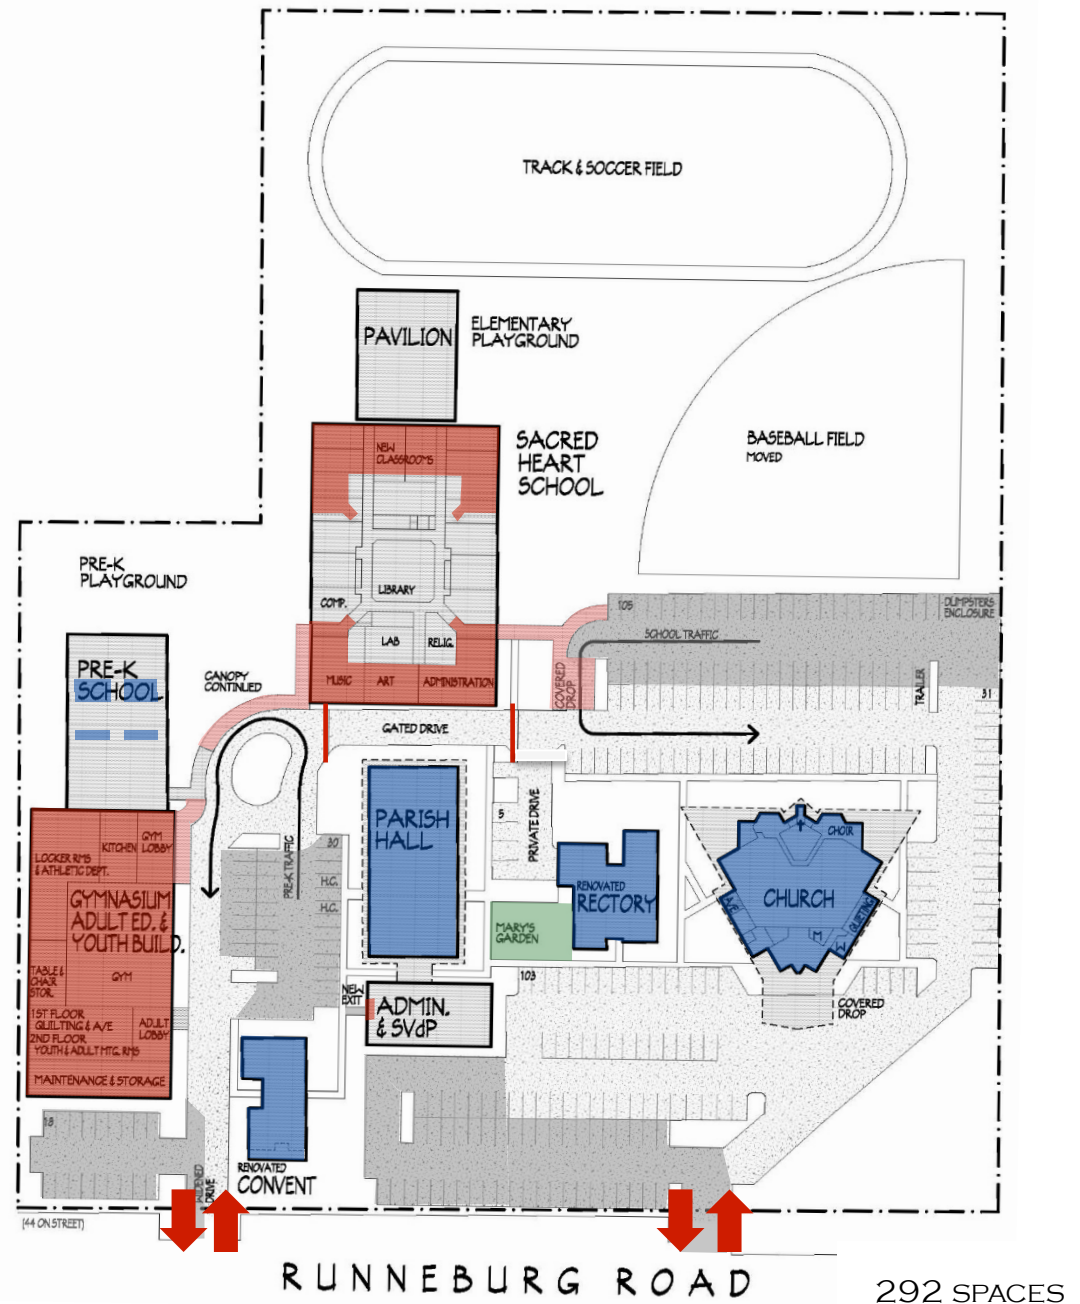 TRACK & SOCCER FIELD
PAVILION
ELEMENTARY
PLAYGROUND
BASEBALL FIELD
MOVED
SACRED
HEART
SCHOOL
NEW
CLASSROOMS
LIBRARY
COMP.
LAB
RELIG.
MUSIC
ART
ADMINISTRATION
PRE-K
PLAYGROUND
PRE-K
SCHOOL
CANOPY
CONTINUED
105
DUMPSTERS
ENCLOSURE
SCHOOL TRAFFIC
COVERED
DROP
TRAILER
31
GATED DRIVE
PARISH
HALL
5
PRIVATE DRIVE
RENOVATED
RECTORY
MARY'S
GARDEN
CHOIR
CHURCH
A/E
QUILTING
M
W
COVERED
DROP
GYM
LOBBY
KITCHEN
LOCKER RMS
& ATHLETIC DEPT.
GYMNASIUM
ADULT ED. &
YOUTH BUILD.
TABLE &
CHAIR
STOR.
GYM
1ST FLOOR
QUILTING & A/E
2ND FLOOR
YOUTH & ADULT MTG. RMS
ADULT
LOBBY
MAINTENANCE & STORAGE
PRE-K TRAFFIC
30
H.C.
H.C.
103
NEW
EXIT
ADMIN.
& SVdP
18
WIDENED
DRIVE
RENOVATED
CONVENT
(44 ON STREET)
RUNNEBURG ROAD
292 SPACES